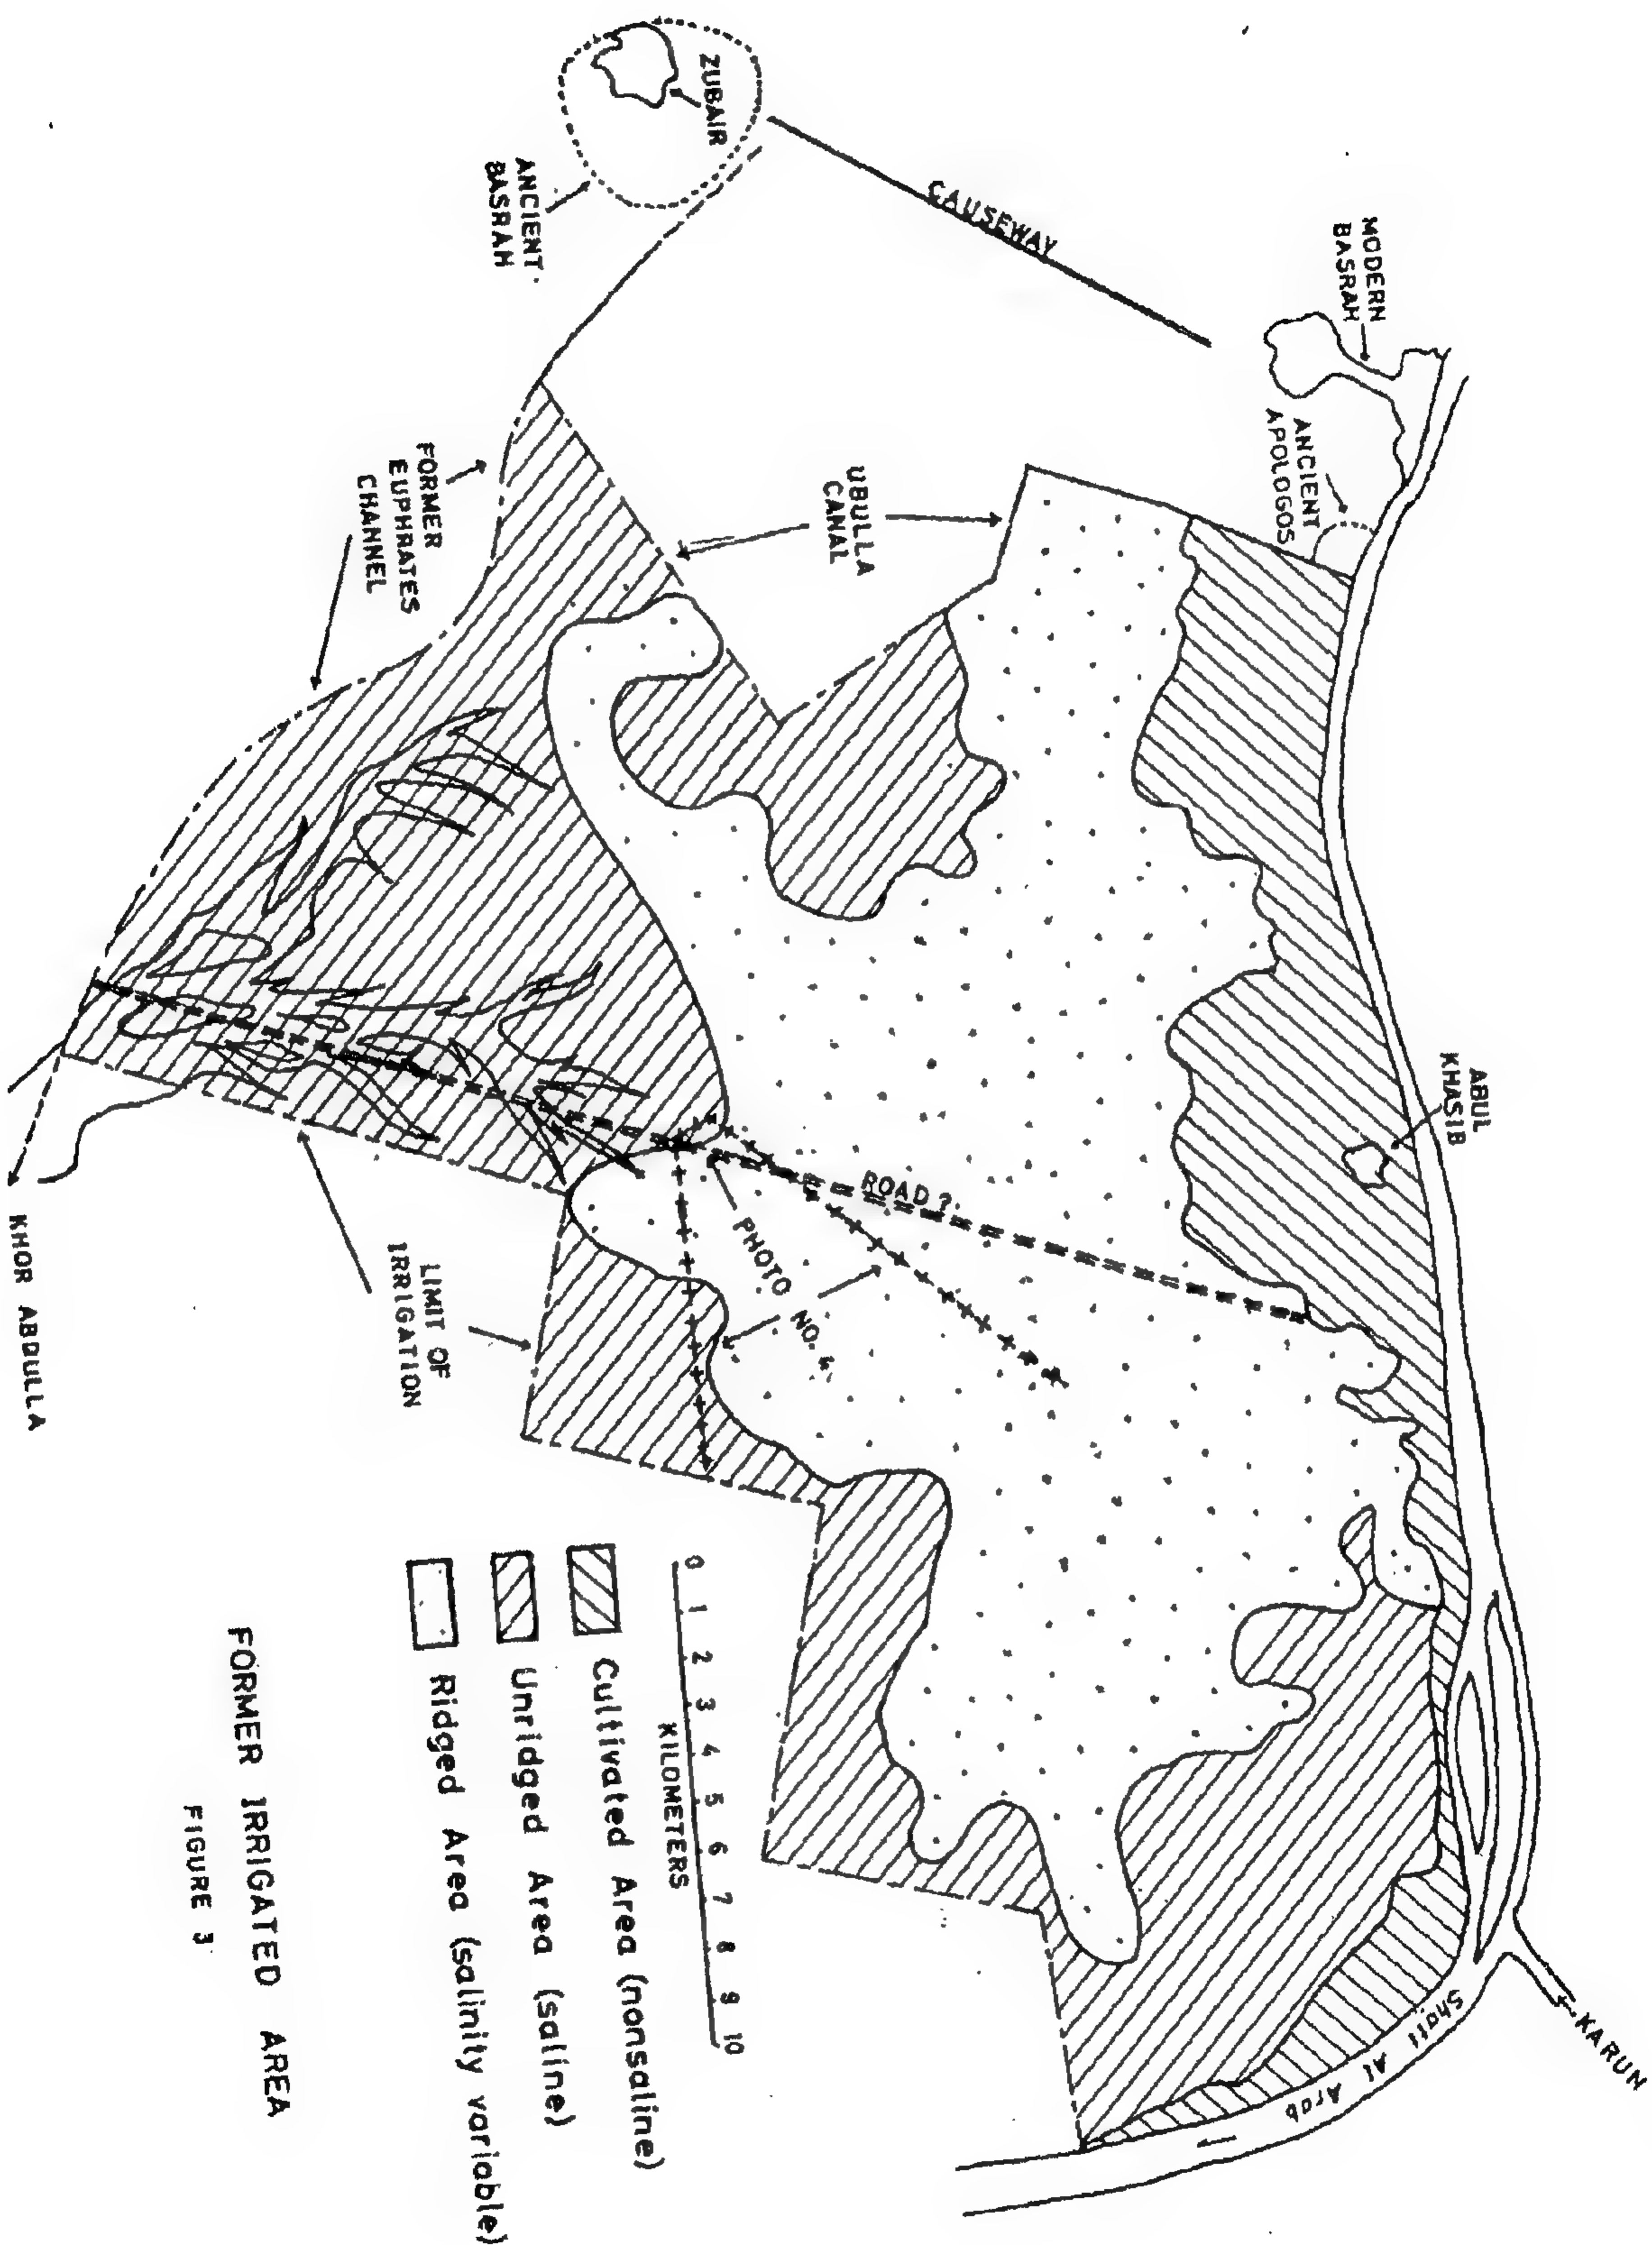 ZUBAIR
ANCIENT
BASRAH
CAUSEWAY
MODERN
BASRAH
ANCIENT
APOLOGOS
UBULLA
CANAL
FORMER
EUPHRATES
CHANNEL
ABUL
KHASIB
ROAD ?
PHOTO NO. 4
LIMIT OF
IRRIGATION
KHOR ABDULLA
KARUN
Shatt Al Arab
0 1 2 3 4 5 6 7 8 9 10
KILOMETERS
Cultivated Area (nonsaline)
Unridged Area (saline)
Ridged Area (salinity variable)
FORMER IRRIGATED AREA
FIGURE 3